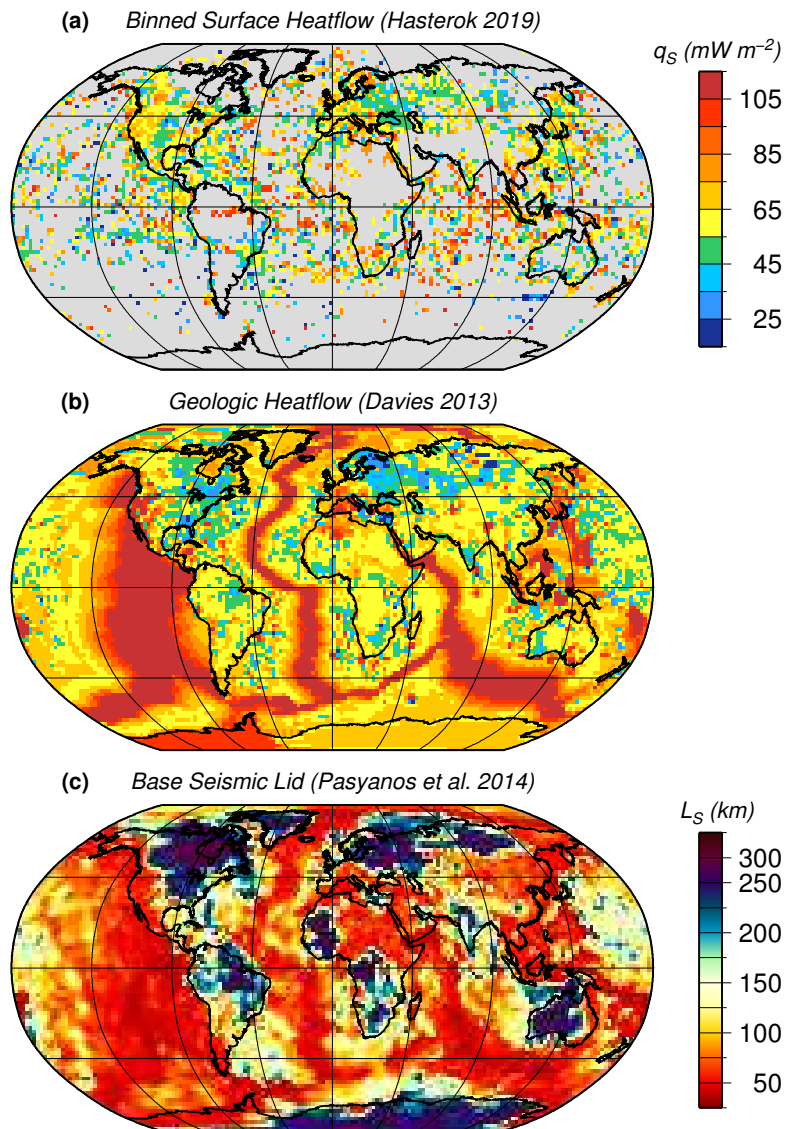 (a) Binned Surface Heatflow (Hasterok 2019)
q_S (mW m⁻²)
105
85
65
45
25
(b) Geologic Heatflow (Davies 2013)
(c) Base Seismic Lid (Pasyanos et al. 2014)
L_S (km)
300
250
200
150
100
50